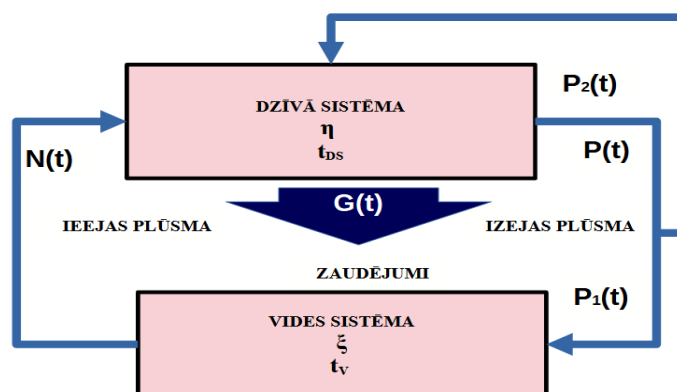 P₂(t)
DZĪVĀ SISTĒMA
η
t_DS
N(t)
P(t)
G(t)
IEEJAS PLŪSMA
IZEJAS PLŪSMA
ZAUDĒJUMI
P₁(t)
VIDES SISTĒMA
ξ
t_V